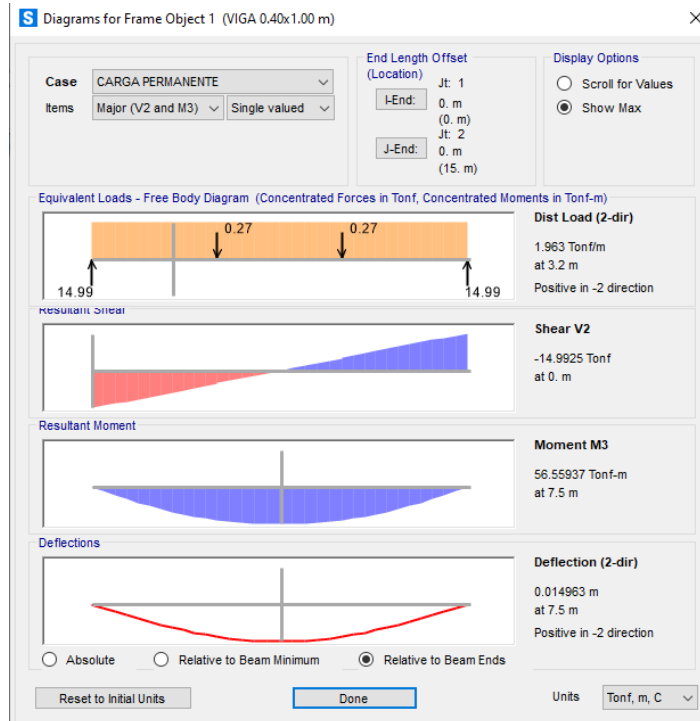 S Diagrams for Frame Object 1 (VIGA 0.40x1.00 m)
Case CARGA PERMANENTE
Items Major (V2 and M3) Single valued
End Length Offset
(Location)
Jt: 1
I-End: 0. m
(0. m)
Jt: 2
J-End: 0. m
(15. m)
Display Options
Scroll for Values
Show Max
Equivalent Loads - Free Body Diagram (Concentrated Forces in Tonf, Concentrated Moments in Tonf-m)
0.27 0.27
14.99 14.99
Dist Load (2-dir)
1.963 Tonf/m
at 3.2 m
Positive in -2 direction
Resultant Shear
Shear V2
-14.9925 Tonf
at 0. m
Resultant Moment
Moment M3
56.55937 Tonf-m
at 7.5 m
Deflections
Deflection (2-dir)
0.014963 m
at 7.5 m
Positive in -2 direction
Absolute Relative to Beam Minimum Relative to Beam Ends
Reset to Initial Units Done Units Tonf, m, C